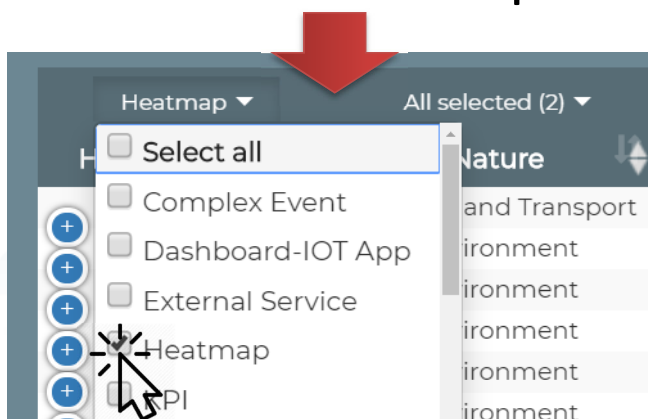 Heatmap All selected (2)
Select all
Nature
Complex Event
and Transport
Dashboard-IOT App
ironment
External Service
ironment
Heatmap
ironment
ironment
KPI
ironment